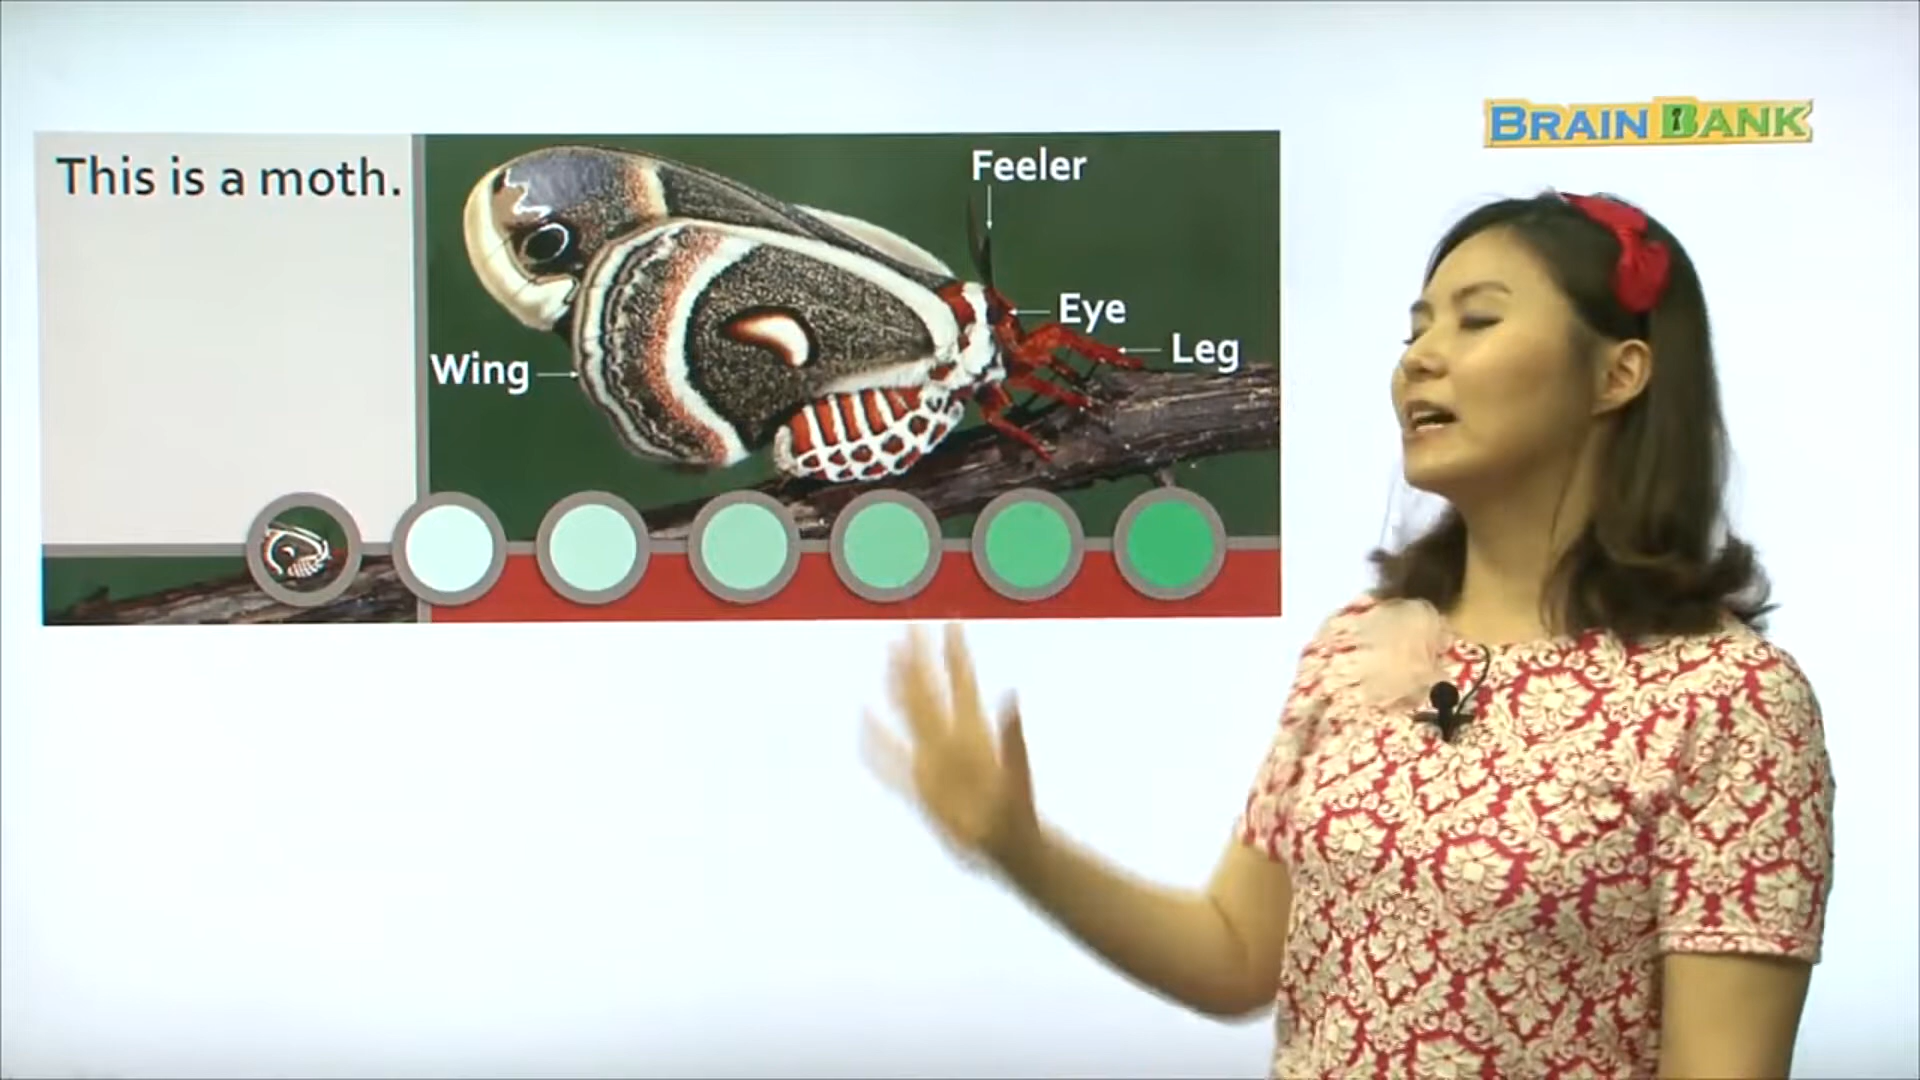 This is a moth.
Feeler
Eye
Leg
Wing
BRAIN BANK